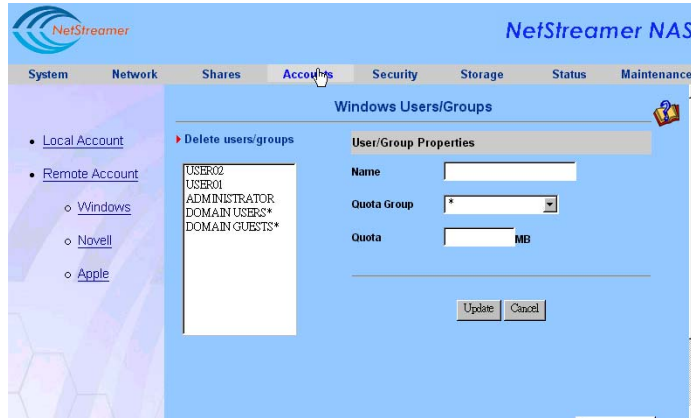 NetStreamer
NetStreamer NAS
System Network Shares Accounts Security Storage Status Maintenance
Windows Users/Groups
Local Account
Remote Account
Windows
Novell
Apple
Delete users/groups
USER02
USER01
ADMINISTRATOR
DOMAIN USERS*
DOMAIN GUESTS*
User/Group Properties
Name
Quota Group *
Quota MB
Update Cancel